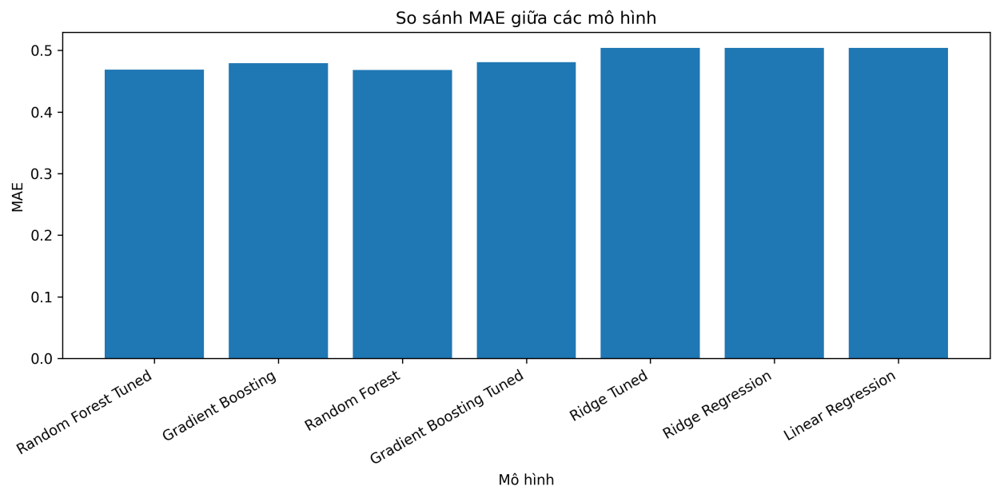 So sánh MAE giữa các mô hình
MAE
0.5
0.4
0.3
0.2
0.1
0.0
Random Forest Tuned
Gradient Boosting
Random Forest
Gradient Boosting Tuned
Ridge Tuned
Ridge Regression
Linear Regression
Mô hình